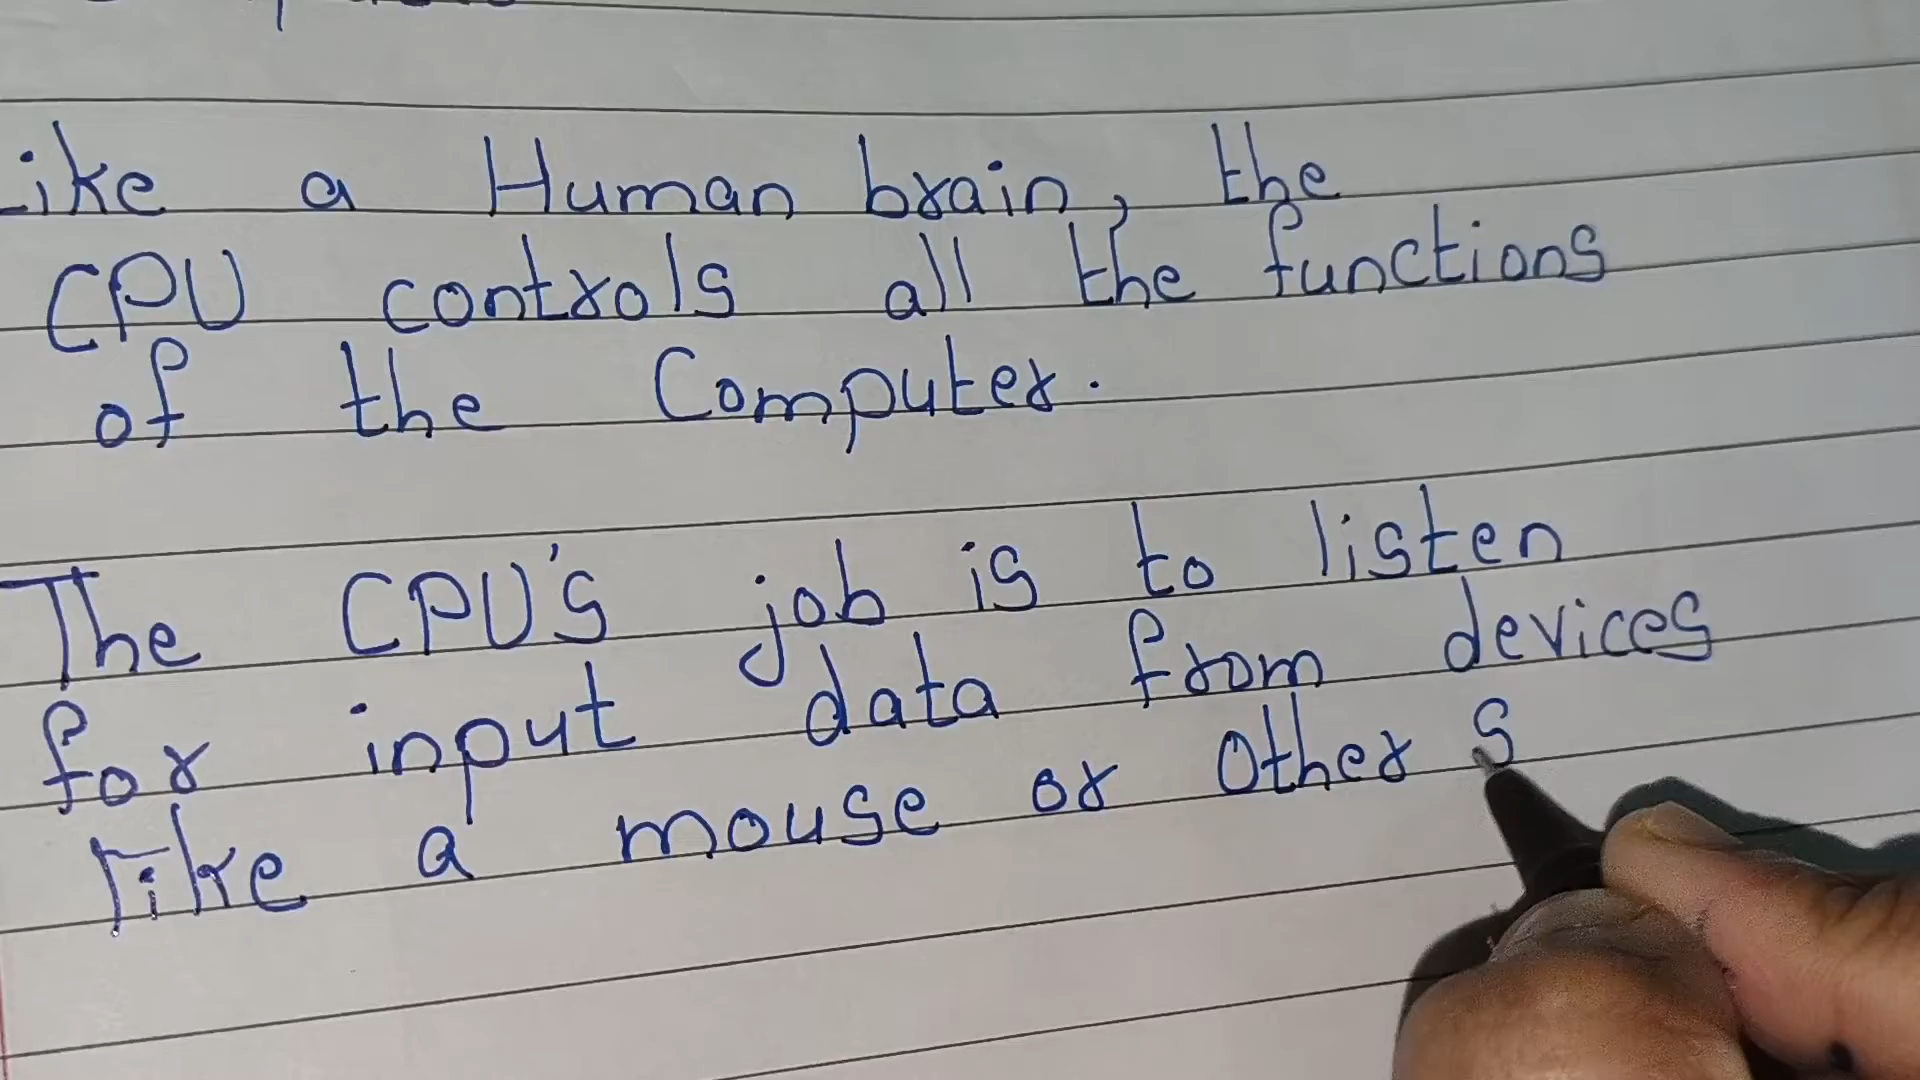 Like a Human brain, the
CPU controls all the functions
of the Computer.
The CPU's job is to listen
for input data from devices
like a mouse or Other s